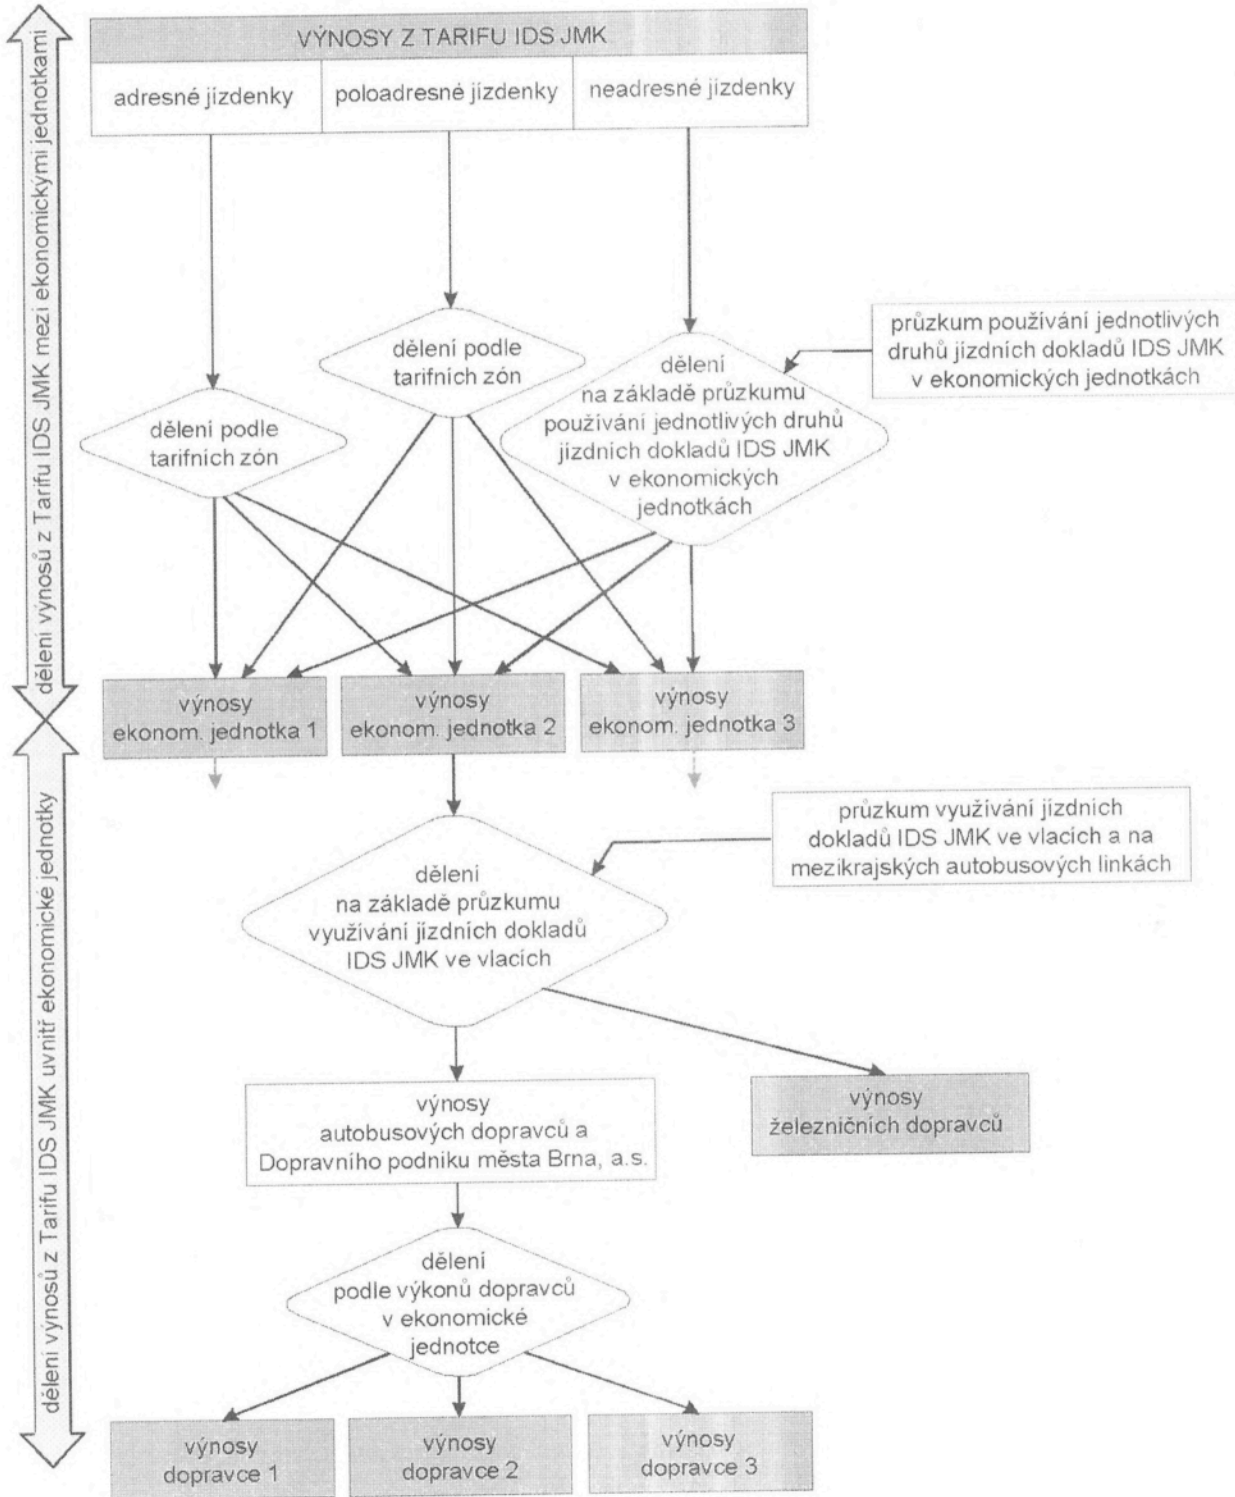 VÝNOSY Z TARIFU IDS JMK
adresné jízdenky
poloadresné jízdenky
neadresné jízdenky
dělení výnosů z Tarifu IDS JMK mezi ekonomickými jednotkami
průzkum používání jednotlivých
druhů jízdních dokladů IDS JMK
v ekonomických jednotkách
dělení podle
tarifních zón
dělení podle
tarifních zón
dělení
na základě průzkumu
používání jednotlivých druhů
jízdních dokladů IDS JMK
v ekonomických
jednotkách
výnosy
ekonom. jednotka 1
výnosy
ekonom. jednotka 2
výnosy
ekonom. jednotka 3
dělení výnosů z Tarifu IDS JMK uvnitř ekonomické jednotky
průzkum využívání jízdních
dokladů IDS JMK ve vlacích a na
mezikrajských autobusových linkách
dělení
na základě průzkumu
využívání jízdních dokladů
IDS JMK ve vlacích
výnosy
autobusových dopravců a
Dopravního podniku města Brna, a.s.
výnosy
železničních dopravců
dělení
podle výkonů dopravců
v ekonomické
jednotce
výnosy
dopravce 1
výnosy
dopravce 2
výnosy
dopravce 3